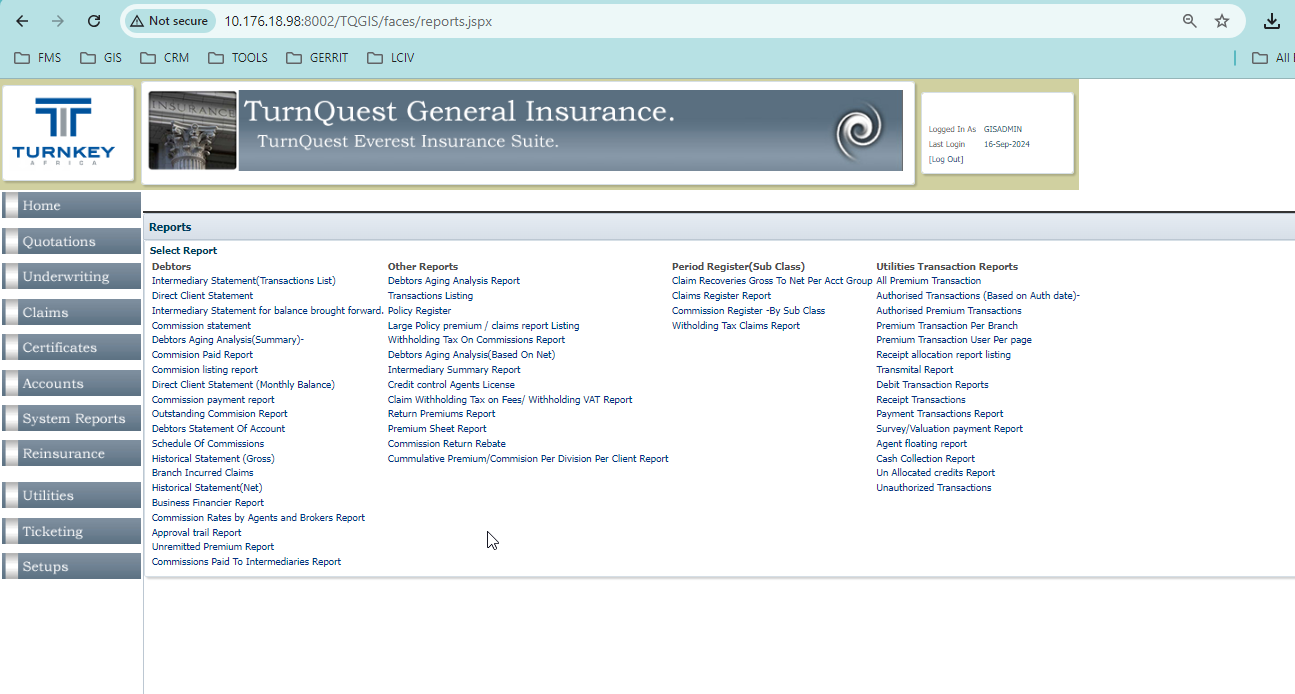 Not secure
10.176.18.98:8002/TQGIS/faces/reports.jspx
FMS
GIS
CRM
TOOLS
GERRIT
LCIV
All
TURNKEY
AFRICA
INSURANCE
TurnQuest General Insurance.
TurnQuest Everest Insurance Suite.
Logged In As GISADMIN
Last Login 16-Sep-2024
[Log Out]
Home
Quotations
Underwriting
Claims
Certificates
Accounts
System Reports
Reinsurance
Utilities
Ticketing
Setups
Reports
Select Report
Debtors
Intermediary Statement(Transactions List)
Direct Client Statement
Intermediary Statement for balance brought forward.
Commission statement
Debtors Aging Analysis(Summary)-
Commision Paid Report
Commision listing report
Direct Client Statement (Monthly Balance)
Commission payment report
Outstanding Commision Report
Debtors Statement Of Account
Schedule Of Commissions
Historical Statement (Gross)
Branch Incurred Claims
Historical Statement(Net)
Business Financier Report
Commission Rates by Agents and Brokers Report
Approval trail Report
Unremitted Premium Report
Commissions Paid To Intermediaries Report
Other Reports
Debtors Aging Analysis Report
Transactions Listing
Policy Register
Large Policy premium / claims report Listing
Withholding Tax On Commissions Report
Debtors Aging Analysis(Based On Net)
Intermediary Summary Report
Credit control Agents License
Claim Withholding Tax on Fees/ Withholding VAT Report
Return Premiums Report
Premium Sheet Report
Commission Return Rebate
Cummulative Premium/Commision Per Division Per Client Report
Period Register(Sub Class)
Claim Recoveries Gross To Net Per Acct Group
Claims Register Report
Commission Register -By Sub Class
Witholding Tax Claims Report
Utilities Transaction Reports
All Premium Transaction
Authorised Transactions (Based on Auth date)-
Authorised Premium Transactions
Premium Transaction Per Branch
Premium Transaction User Per page
Receipt allocation report listing
Transmital Report
Debit Transaction Reports
Receipt Transactions
Payment Transactions Report
Survey/Valuation payment Report
Agent floating report
Cash Collection Report
Un Allocated credits Report
Unauthorized Transactions